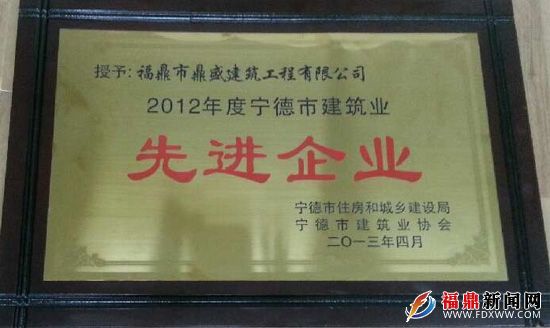 授予：福鼎市鼎盛建筑工程有限公司
2012年度宁德市建筑业
先进企业
宁德市住房和城乡建设局
宁德市建筑业协会
二〇一三年四月
福鼎新闻网
WWW.FDXWW.COM